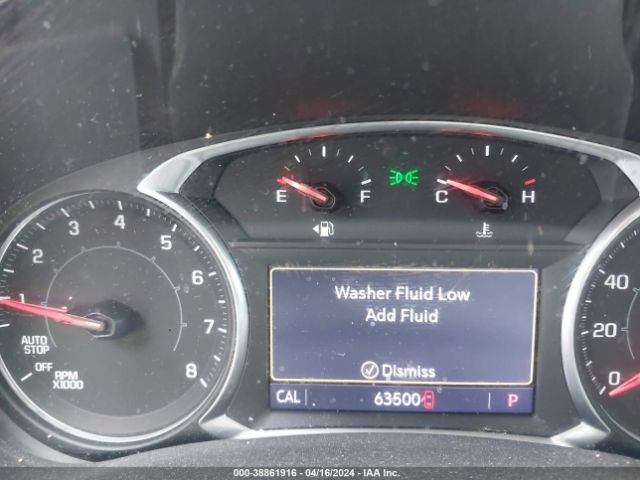 E F C H
1 2 3 4 5 6 7 8
AUTO
STOP
OFF
RPM
X1000
Washer Fluid Low
Add Fluid
Dismiss
CAL 63500 P
40
20
0
000-38861916 - 04/16/2024 - IAA Inc.